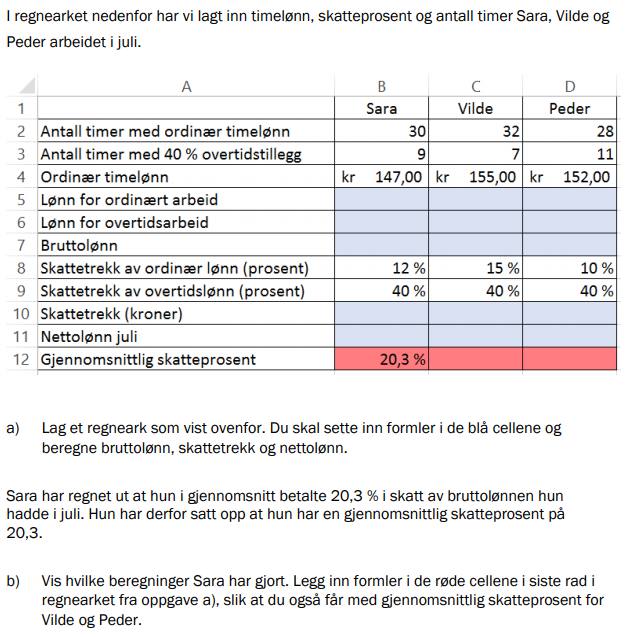 I regnearket nedenfor har vi lagt inn timelønn, skatteprosent og antall timer Sara, Vilde og
Peder arbeidet i juli.
A B C D
1 Sara Vilde Peder
2 Antall timer med ordinær timelønn 30 32 28
3 Antall timer med 40 % overtidstillegg 9 7 11
4 Ordinær timelønn kr 147,00 kr 155,00 kr 152,00
5 Lønn for ordinært arbeid
6 Lønn for overtidsarbeid
7 Bruttolønn
8 Skattetrekk av ordinær lønn (prosent) 12 % 15 % 10 %
9 Skattetrekk av overtidslønn (prosent) 40 % 40 % 40 %
10 Skattetrekk (kroner)
11 Nettolønn juli
12 Gjennomsnittlig skatteprosent 20,3 %
a) Lag et regneark som vist ovenfor. Du skal sette inn formler i de blå cellene og
beregne bruttolønn, skattetrekk og nettolønn.
Sara har regnet ut at hun i gjennomsnitt betalte 20,3 % i skatt av bruttolønnen hun
hadde i juli. Hun har derfor satt opp at hun har en gjennomsnittlig skatteprosent på
20,3.
b) Vis hvilke beregninger Sara har gjort. Legg inn formler i de røde cellene i siste rad i
regnearket fra oppgave a), slik at du også får med gjennomsnittlig skatteprosent for
Vilde og Peder.